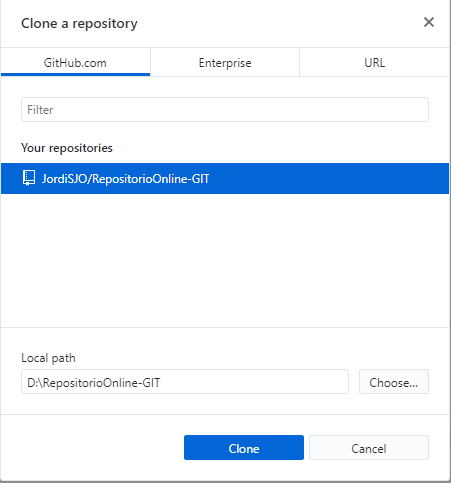 Clone a repository
GitHub.com Enterprise URL
Filter
Your repositories
JordiSJO/RepositorioOnline-GIT
Local path
D:\RepositorioOnline-GIT Choose...
Clone Cancel